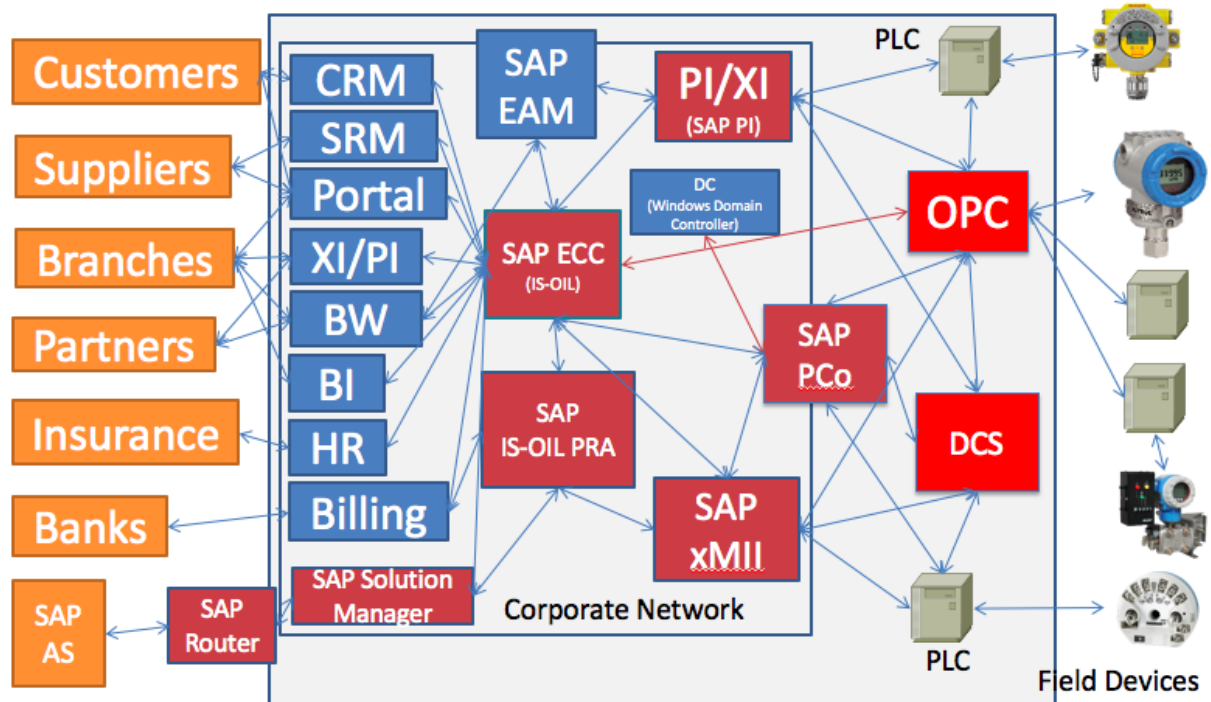 Customers
Suppliers
Branches
Partners
Insurance
Banks
SAP
AS
SAP
Router
CRM
SRM
Portal
XI/PI
BW
BI
HR
Billing
SAP Solution
Manager
SAP
EAM
PI/XI
(SAP PI)
DC
(Windows Domain
Controller)
SAP ECC
(IS-OIL)
SAP
IS-OIL PRA
SAP
PCo
SAP
xMII
Corporate Network
PLC
OPC
DCS
PLC
Field Devices